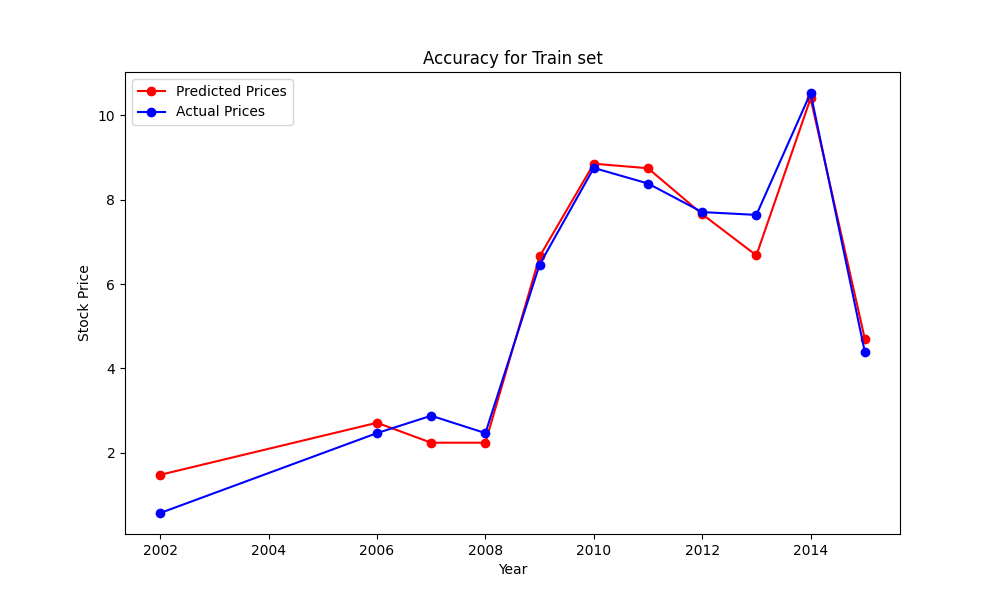 Accuracy for Train set
Predicted Prices
Actual Prices
10
8
6
4
2
Stock Price
2002 2004 2006 2008 2010 2012 2014
Year